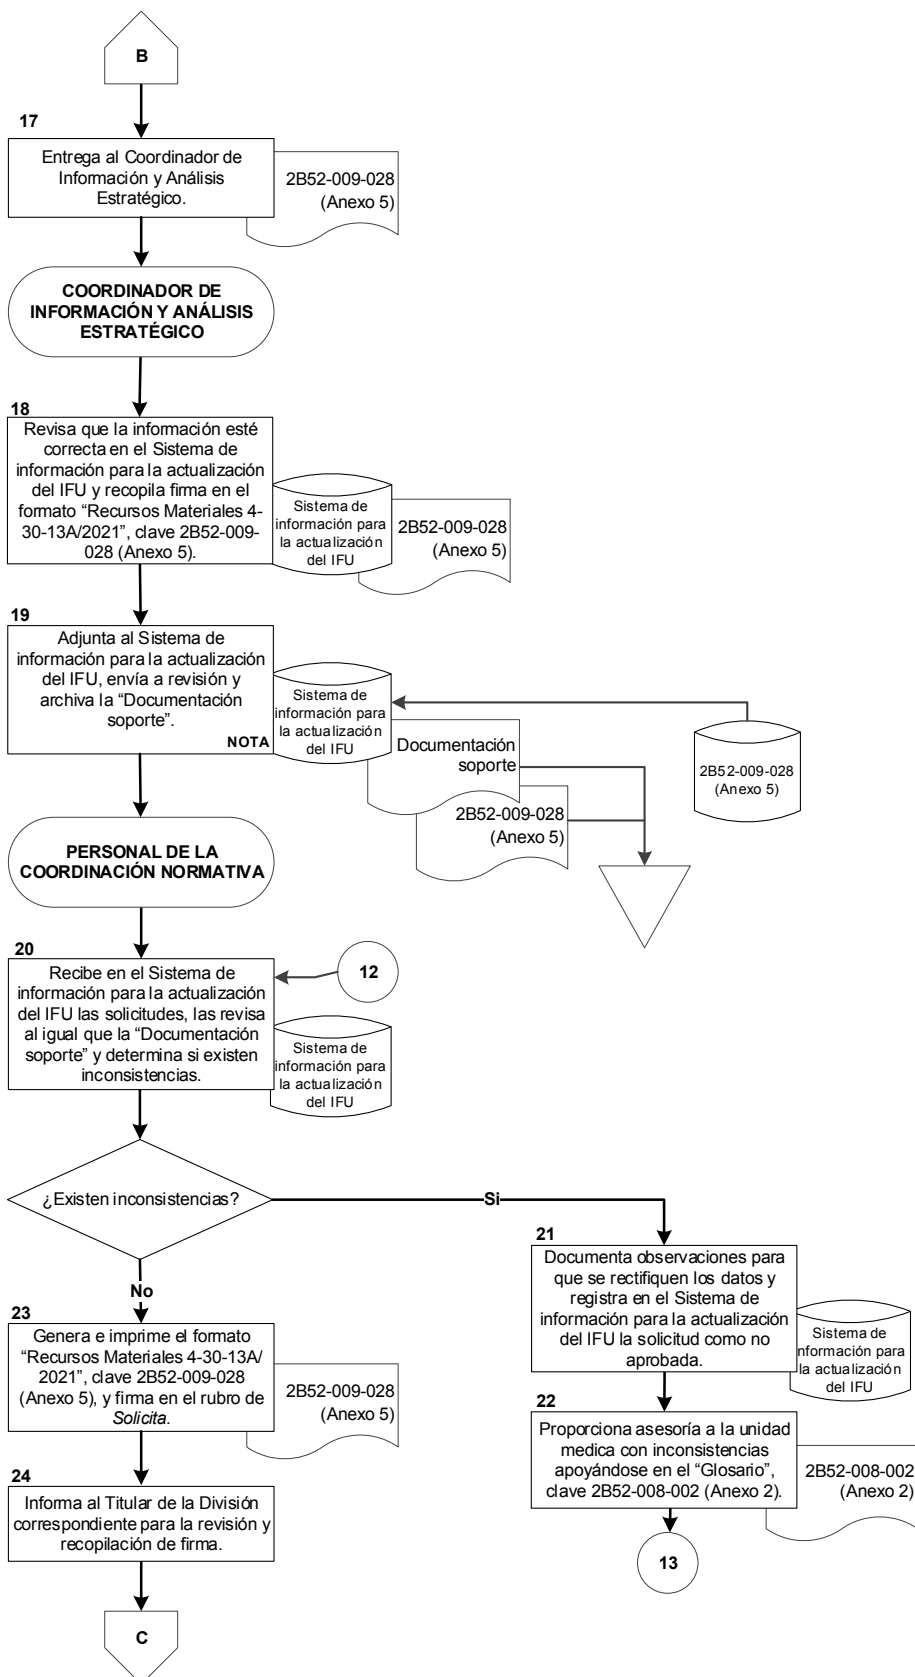 B
17
Entrega al Coordinador de
Información y Análisis
Estratégico.
2B52-009-028
(Anexo 5)
COORDINADOR DE
INFORMACIÓN Y ANÁLISIS
ESTRATÉGICO
18
Revisa que la información esté
correcta en el Sistema de
información para la actualización
del IFU y recopila firma en el
formato “Recursos Materiales 4-
30-13A/2021”, clave 2B52-009-
028 (Anexo 5).
Sistema de
información para
la actualización
del IFU
2B52-009-028
(Anexo 5)
19
Adjunta al Sistema de
información para la actualización
del IFU, envía a revisión y
archiva la “Documentación
soporte”.
NOTA
Sistema de
información para
la actualización
del IFU
Documentación
soporte
2B52-009-028
(Anexo 5)
2B52-009-028
(Anexo 5)
PERSONAL DE LA
COORDINACIÓN NORMATIVA
20
Recibe en el Sistema de
información para la actualización
del IFU las solicitudes, las revisa
al igual que la “Documentación
soporte” y determina si existen
inconsistencias.
12
Sistema de
información para
la actualización
del IFU
¿Existen inconsistencias?
Si
No
21
Documenta observaciones para
que se rectifiquen los datos y
registra en el Sistema de
información para la actualización
del IFU la solicitud como no
aprobada.
Sistema de
nformación para
la actualización
del IFU
22
Proporciona asesoría a la unidad
medica con inconsistencias
apoyándose en el “Glosario”,
clave 2B52-008-002 (Anexo 2).
2B52-008-002
(Anexo 2)
13
23
Genera e imprime el formato
“Recursos Materiales 4-30-13A/
2021”, clave 2B52-009-028
(Anexo 5), y firma en el rubro de
Solicita.
2B52-009-028
(Anexo 5)
24
Informa al Titular de la División
correspondiente para la revisión y
recopilación de firma.
C